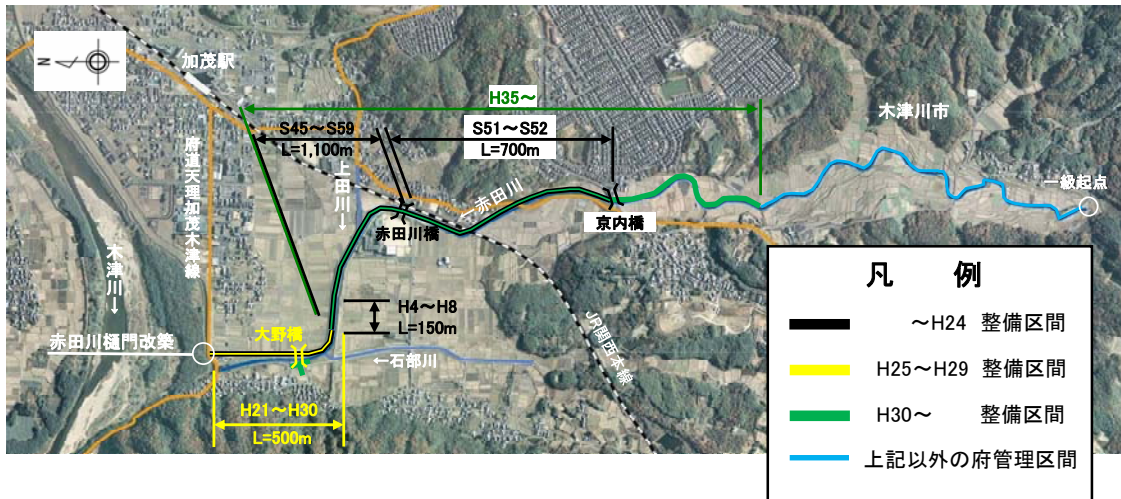 N
加茂駅
H35～
木津川市
S45～S59
L=1,100m
S51～S52
L=700m
府道天理加茂木津線
上田川→
←赤田川
一級起点
赤田川橋
京内橋
木津川→
H4～H8
L=150m
大野橋
赤田川樋門改築
←石部川
JR関西本線
H21～H30
L=500m
凡 例
～H24 整備区間
H25～H29 整備区間
H30～ 整備区間
上記以外の府管理区間